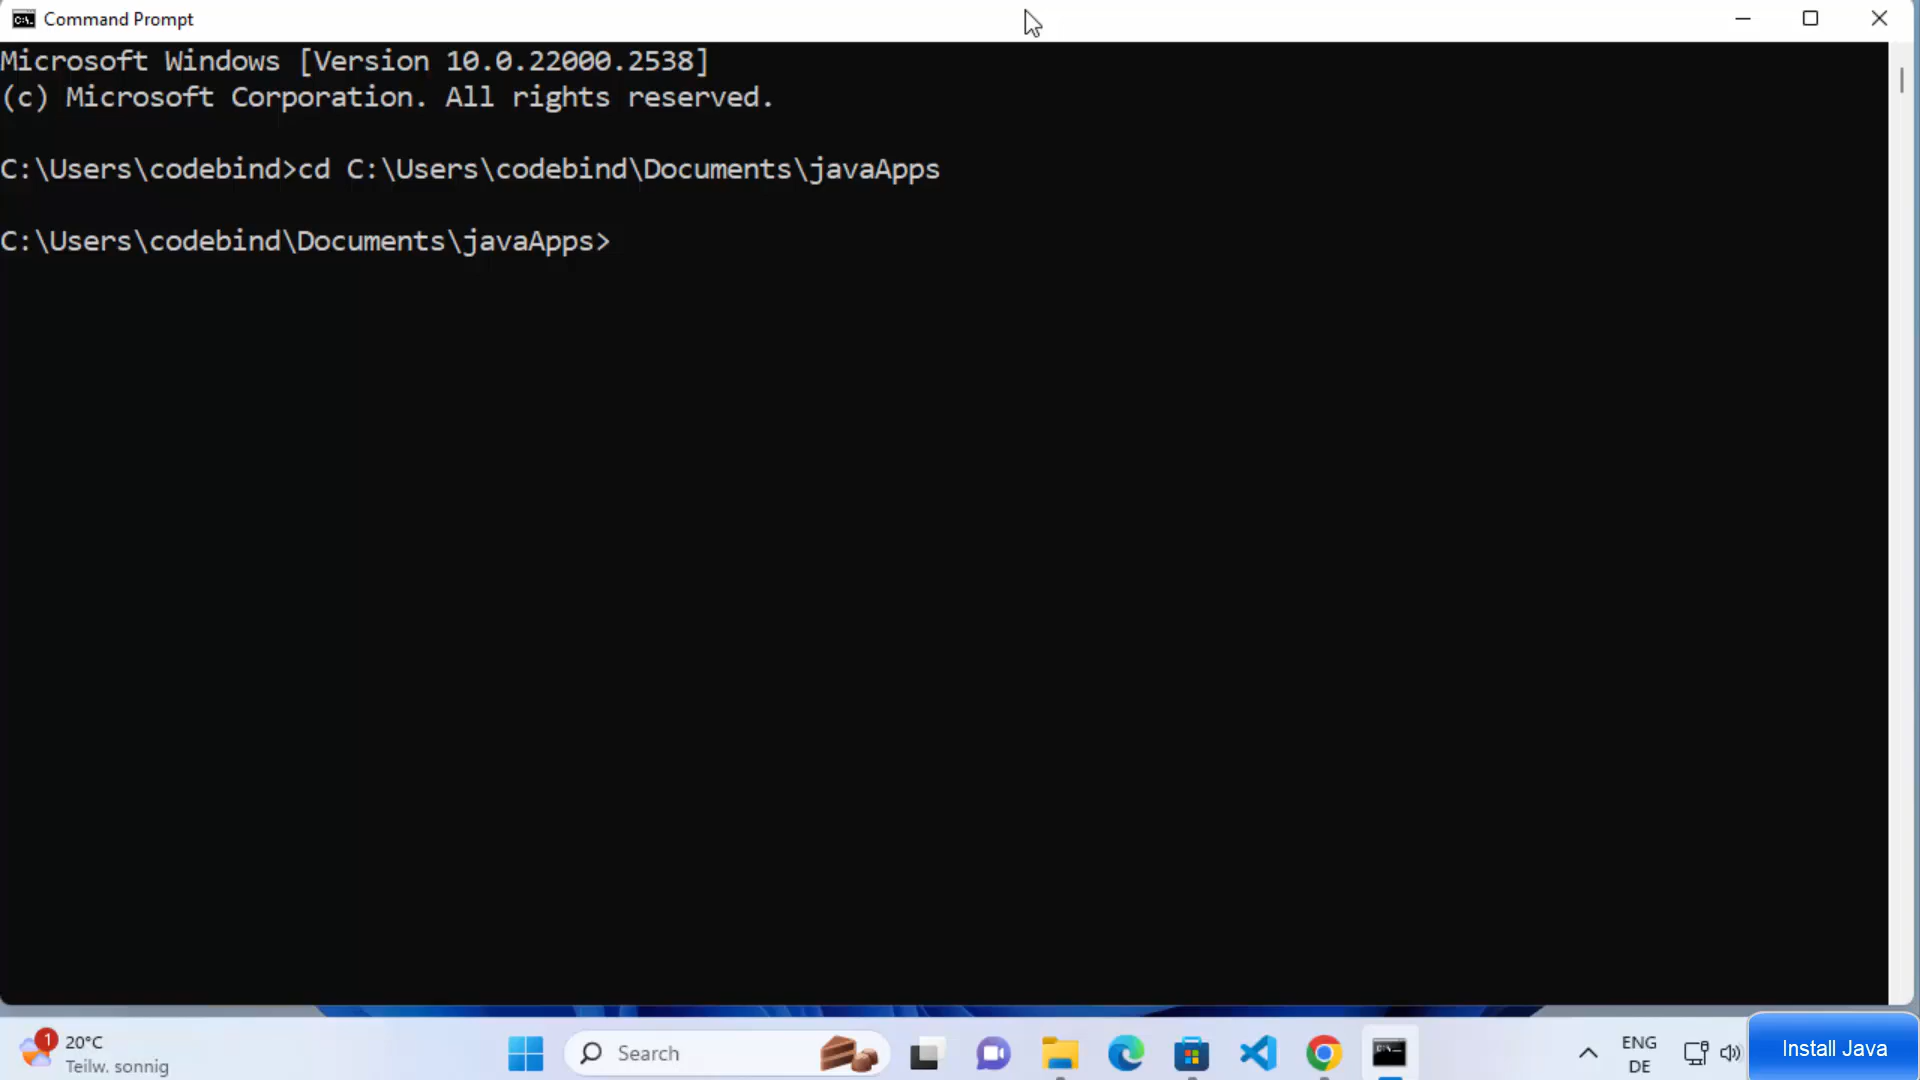 Command Prompt
Microsoft Windows [Version 10.0.22000.2538]
(c) Microsoft Corporation. All rights reserved.
C:\Users\codebind>cd C:\Users\codebind\Documents\javaApps
C:\Users\codebind\Documents\javaApps>
1
20°C
Teilw. sonnig
Search
ENG
DE
Install Java